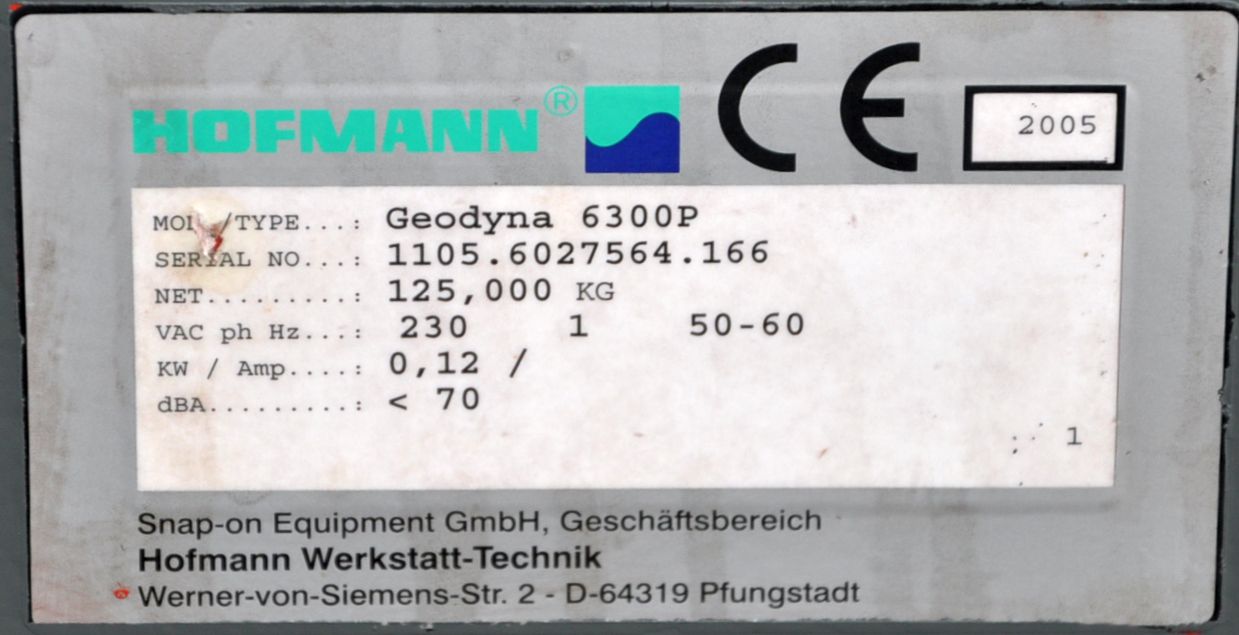 HOFMANN® CE 2005
/TYPE...: Geodyna 6300P
SERIAL NO...: 1105.6027564.166
NET..........: 125,000 KG
VAC ph Hz...: 230 1 50-60
KW / Amp....: 0,12 /
dBA..........: < 70
1
Snap-on Equipment GmbH, Geschäftsbereich
Hofmann Werkstatt-Technik
Werner-von-Siemens-Str. 2 - D-64319 Pfungstadt